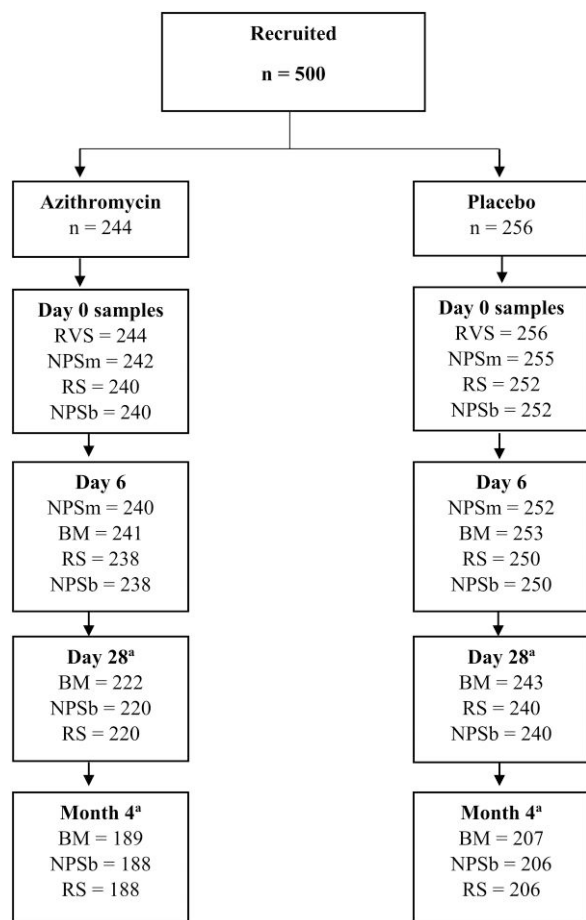 Recruited
n = 500
Azithromycin
n = 244
Placebo
n = 256
Day 0 samples
RVS = 244
NPSm = 242
RS = 240
NPSb = 240
Day 0 samples
RVS = 256
NPSm = 255
RS = 252
NPSb = 252
Day 6
NPSm = 240
BM = 241
RS = 238
NPSb = 238
Day 6
NPSm = 252
BM = 253
RS = 250
NPSb = 250
Day 28ᵃ
BM = 222
NPSb = 220
RS = 220
Day 28ᵃ
BM = 243
RS = 240
NPSb = 240
Month 4ᵃ
BM = 189
NPSb = 188
RS = 188
Month 4ᵃ
BM = 207
NPSb = 206
RS = 206